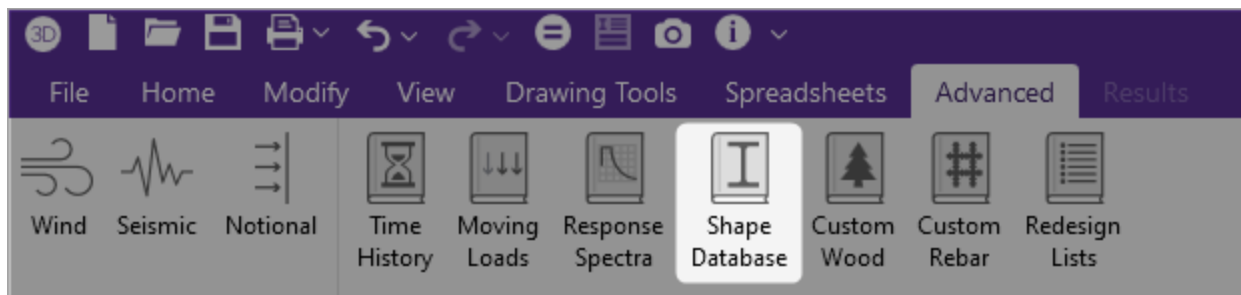 3D
File Home Modify View Drawing Tools Spreadsheets Advanced Results
Wind Seismic Notional Time Moving Response Shape Custom Custom Redesign
History Loads Spectra Database Wood Rebar Lists